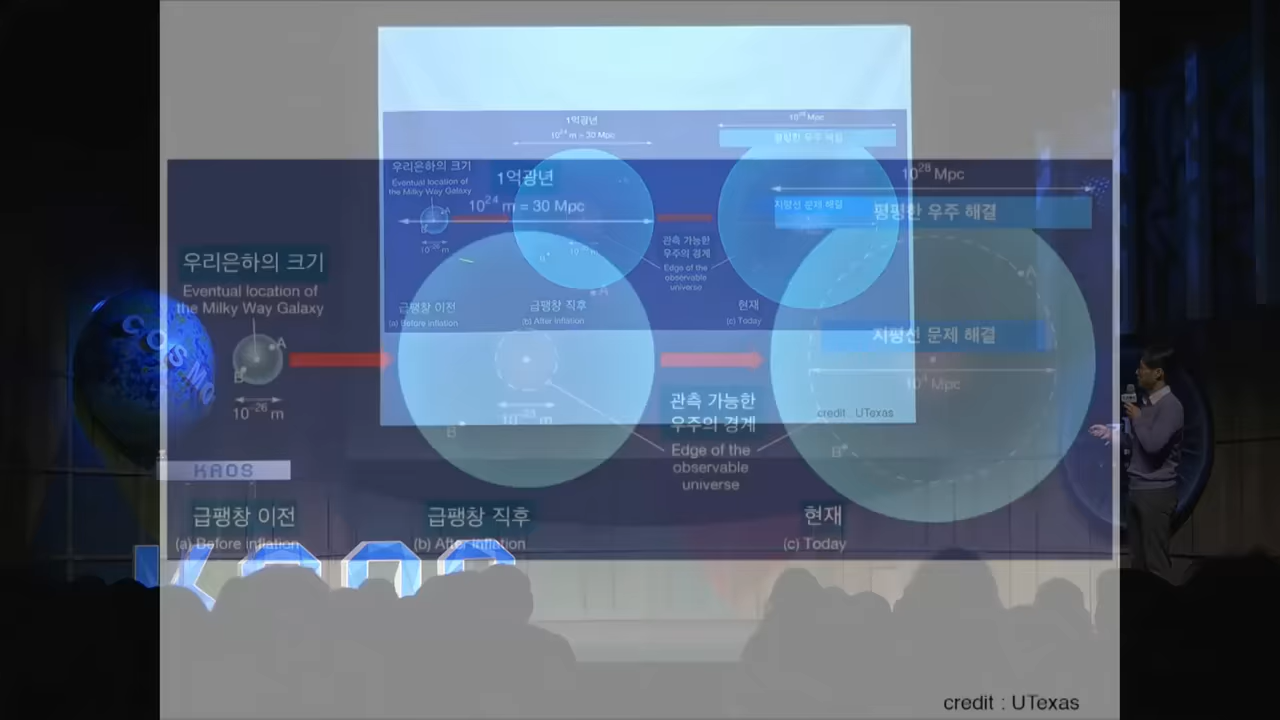 1억광년
10²⁴ m = 30 Mpc
우리은하의 크기
Eventual location of
the Milky Way Galaxy
A
B
지평선 문제 해결
관측 가능한
우주의 경계
Edge of the
observable
universe
급팽창 이전
(a) Before inflation
급팽창 직후
(b) After inflation
현재
(c) Today
credit : UTexas
1억광년
10²⁴ m = 30 Mpc
10²⁸ Mpc
평평한 우주 해결
우리은하의 크기
Eventual location of
the Milky Way Galaxy
A
B
10⁻²⁶ m
A
B
A
지평선 문제 해결
10⁴ Mpc
B
관측 가능한
우주의 경계
Edge of the
observable
universe
급팽창 이전
(a) Before inflation
급팽창 직후
(b) After inflation
현재
(c) Today
credit : UTexas
COSMO
KAOS
KAOS